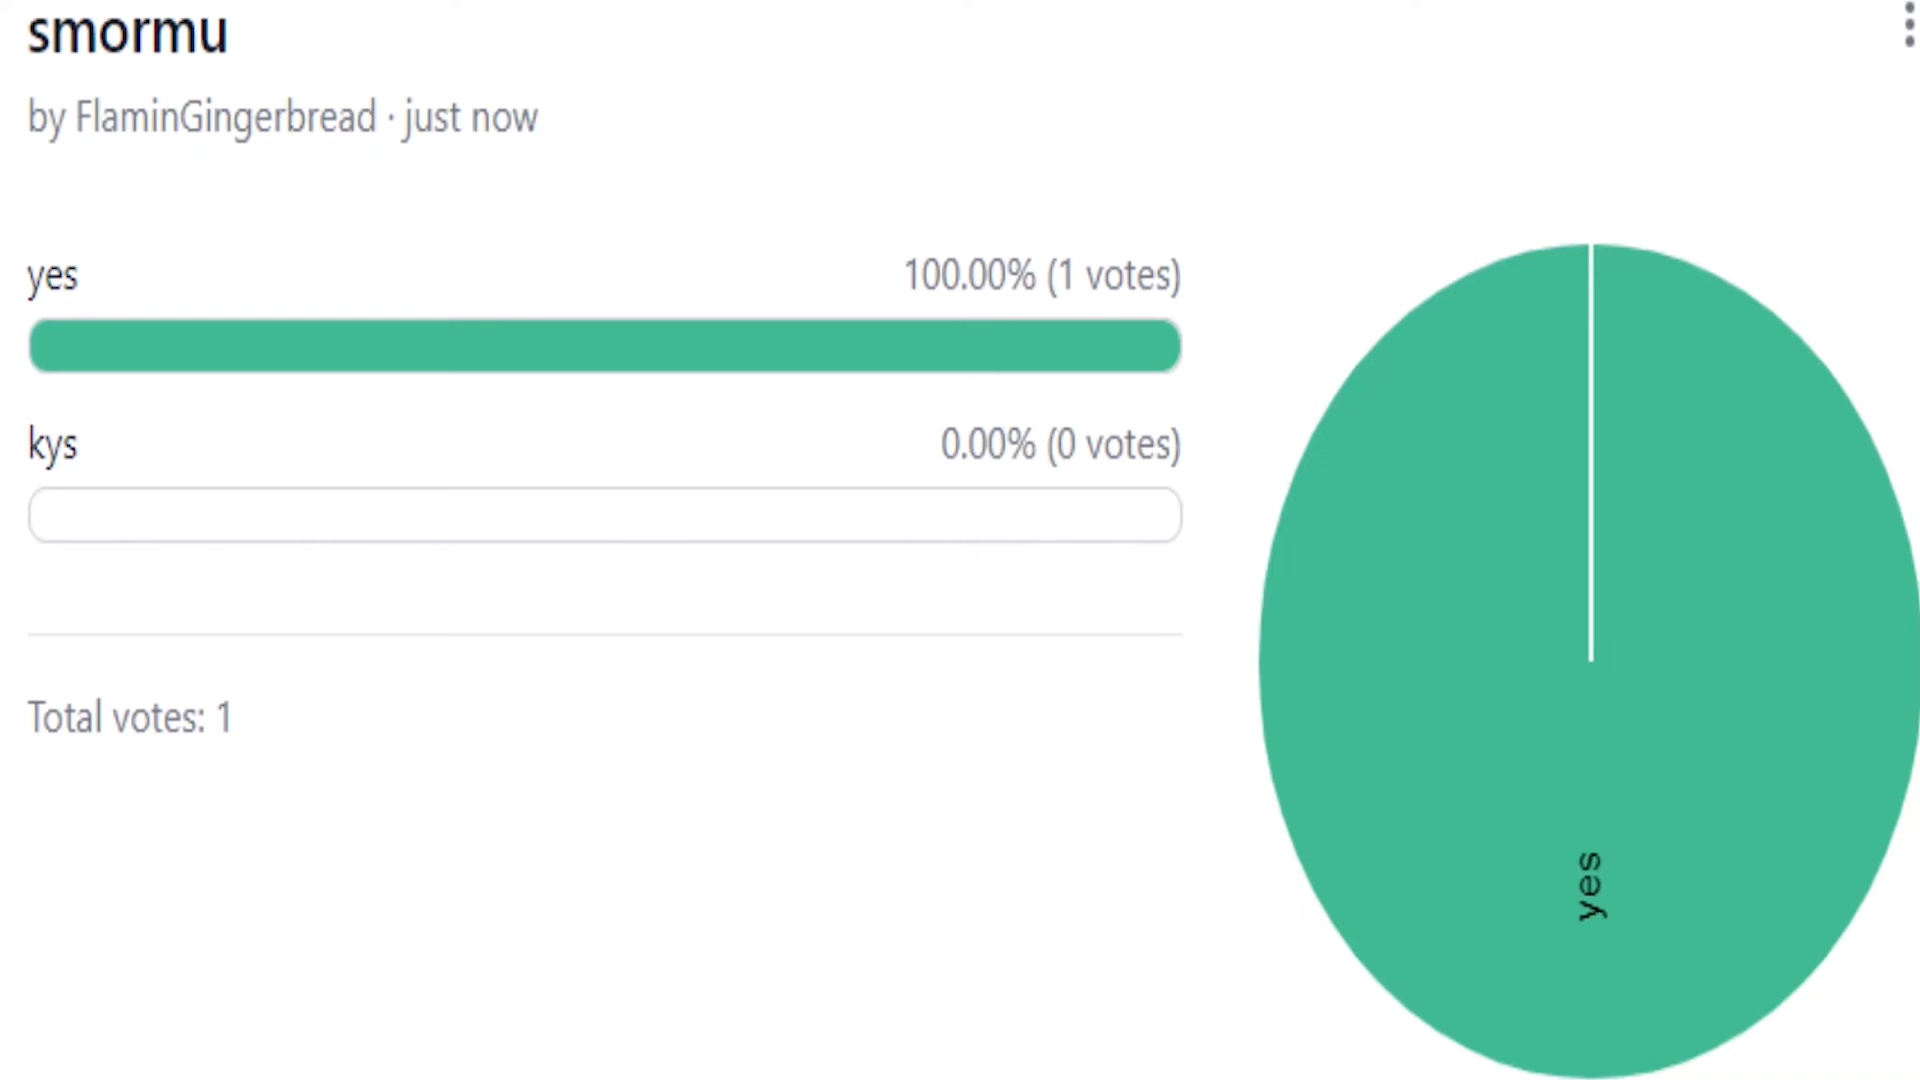 smormu
by FlaminGingerbread · just now
yes 100.00% (1 votes)
kys 0.00% (0 votes)
Total votes: 1
yes